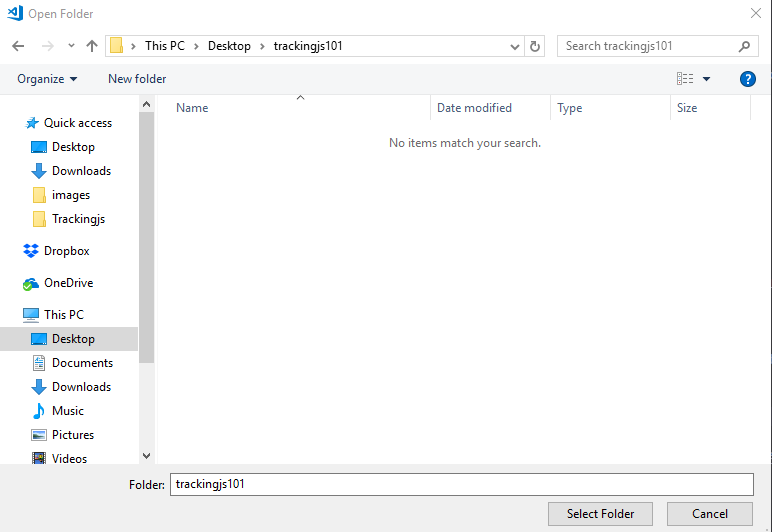 Open Folder
This PC > Desktop > trackingjs101
Search trackingjs101
Organize
New folder
?
Name
Date modified
Type
Size
No items match your search.
Quick access
Desktop
Downloads
images
Trackingjs
Dropbox
OneDrive
This PC
Desktop
Documents
Downloads
Music
Pictures
Videos
Folder: trackingjs101
Select Folder
Cancel